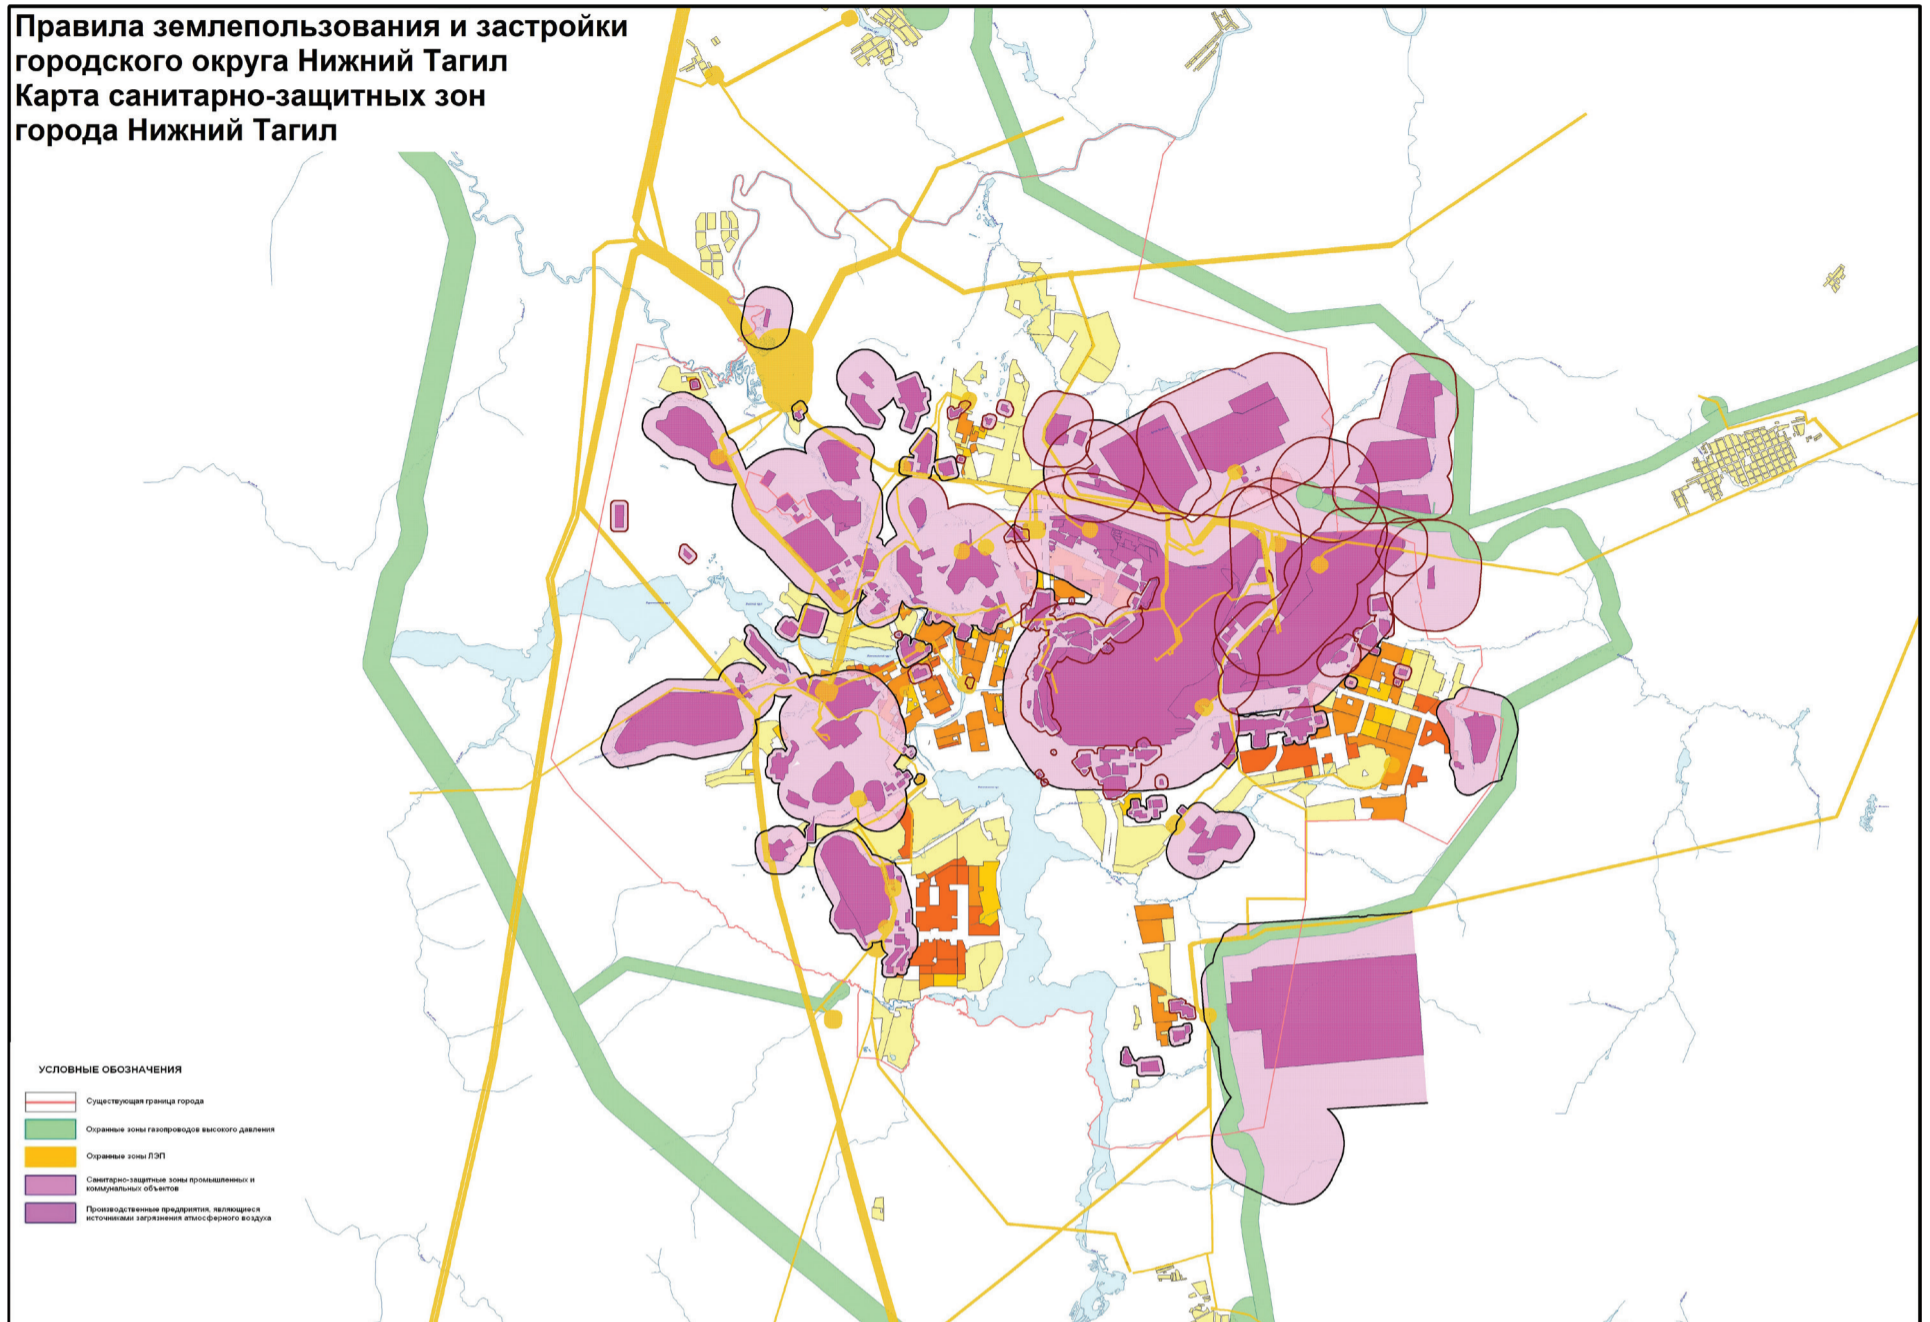 Правила землепользования и застройки
городского округа Нижний Тагил
Карта санитарно-защитных зон
города Нижний Тагил
УСЛОВНЫЕ ОБОЗНАЧЕНИЯ
Существующая граница города
Охранные зоны газопроводов высокого давления
Охранные зоны ЛЭП
Санитарно-защитные зоны промышленных и
коммунальных объектов
Производственные предприятия, являющиеся
источниками загрязнения атмосферного воздуха